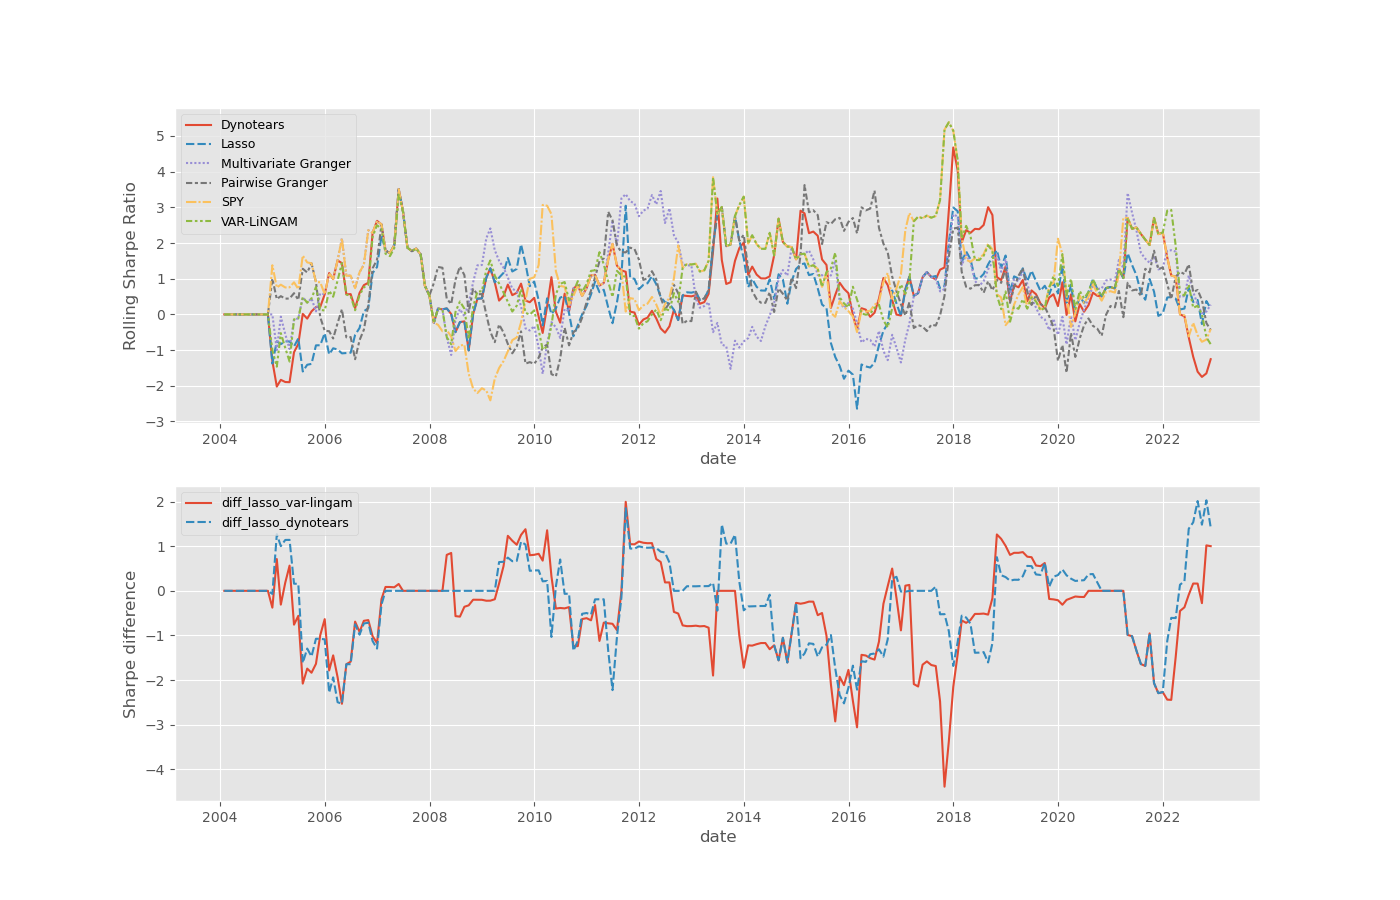 Rolling Sharpe Ratio
5
4
3
2
1
0
−1
−2
−3
Dynotears
Lasso
Multivariate Granger
Pairwise Granger
SPY
VAR-LiNGAM
2004 2006 2008 2010 2012 2014 2016 2018 2020 2022
date
Sharpe difference
2
1
0
−1
−2
−3
−4
diff_lasso_var-lingam
diff_lasso_dynotears
2004 2006 2008 2010 2012 2014 2016 2018 2020 2022
date